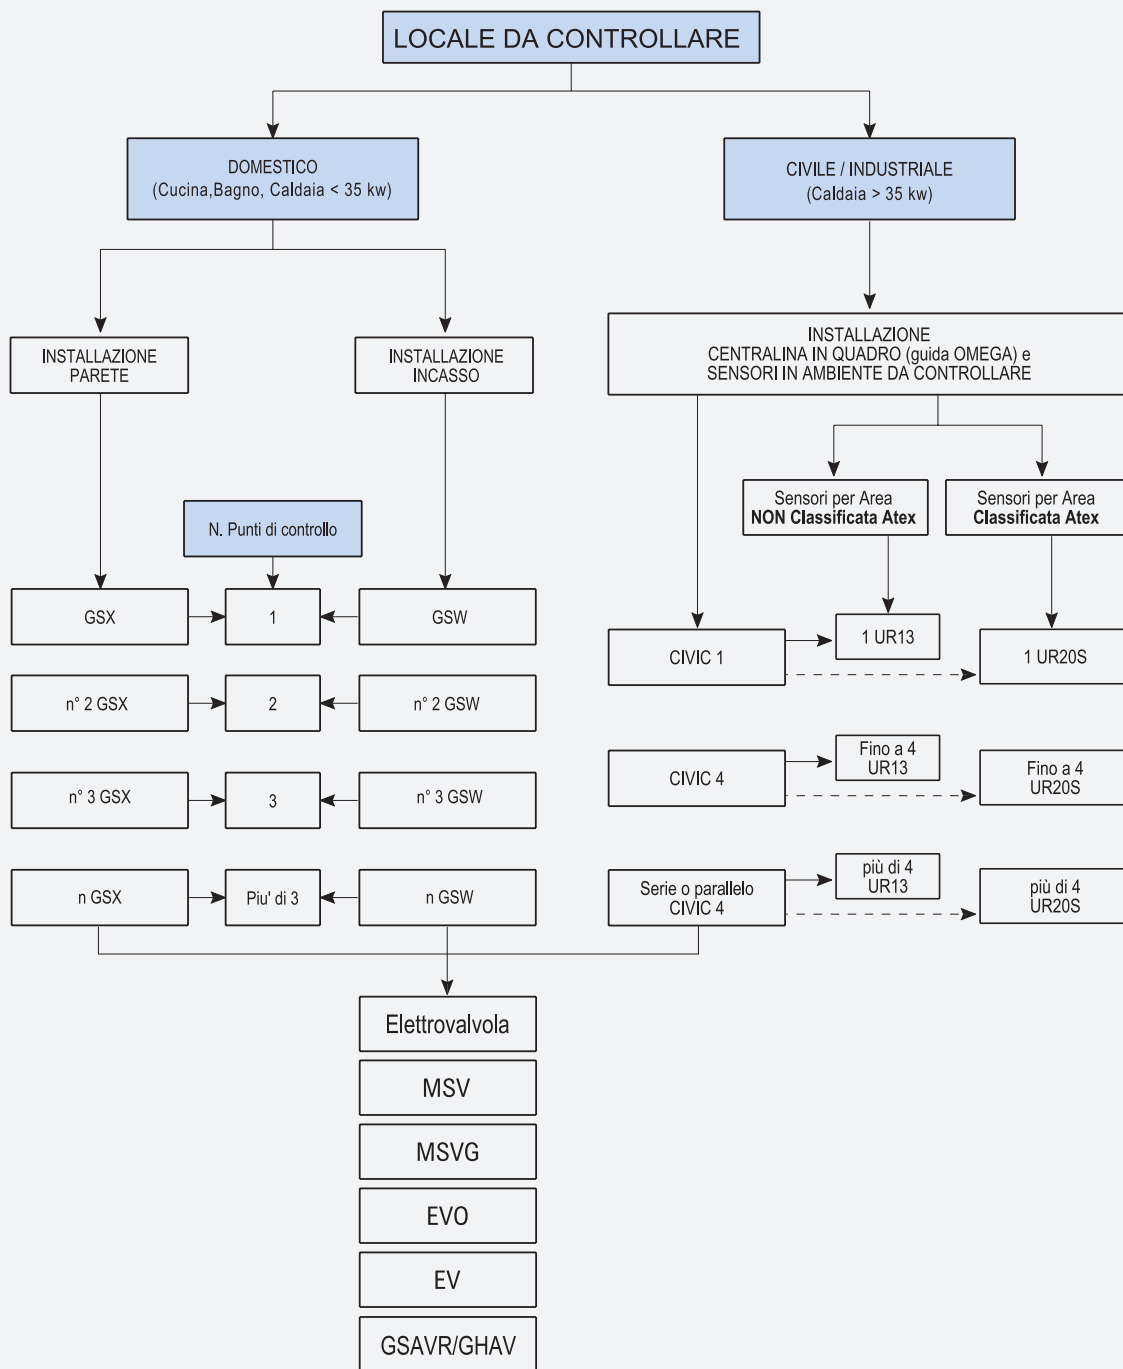 LOCALE DA CONTROLLARE
DOMESTICO
(Cucina,Bagno, Caldaia < 35 kw)
CIVILE / INDUSTRIALE
(Caldaia > 35 kw)
INSTALLAZIONE
PARETE
INSTALLAZIONE
INCASSO
INSTALLAZIONE
CENTRALINA IN QUADRO (guida OMEGA) e
SENSORI IN AMBIENTE DA CONTROLLARE
Sensori per Area
NON Classificata Atex
Sensori per Area
Classificata Atex
N. Punti di controllo
GSX
1
GSW
n° 2 GSX
2
n° 2 GSW
n° 3 GSX
3
n° 3 GSW
n GSX
Piu' di 3
n GSW
CIVIC 1
1 UR13
1 UR20S
CIVIC 4
Fino a 4
UR13
Fino a 4
UR20S
Serie o parallelo
CIVIC 4
più di 4
UR13
più di 4
UR20S
Elettrovalvola
MSV
MSVG
EVO
EV
GSAVR/GHAV